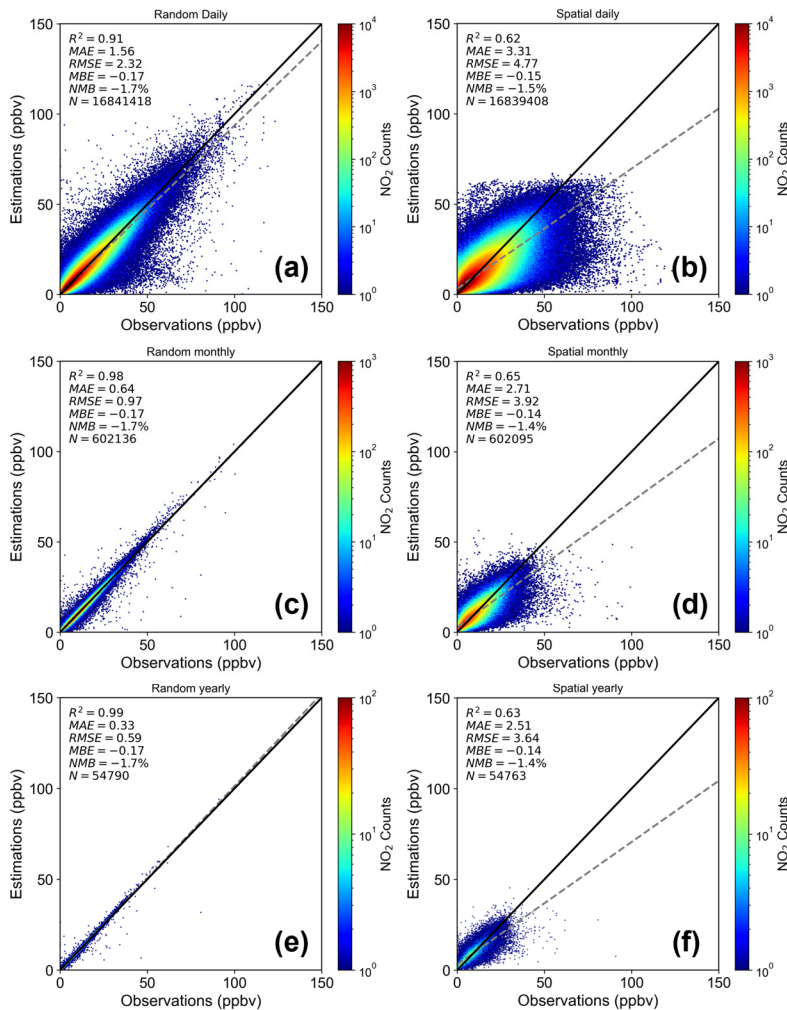 Random Daily
R² = 0.91
MAE = 1.56
RMSE = 2.32
MBE = −0.17
NMB = −1.7%
N = 16841418
150
100
50
0
0 50 100 150
Estimations (ppbv)
Observations (ppbv)
(a)
10⁴
10³
10²
10¹
10⁰
NO₂ Counts
Spatial daily
R² = 0.62
MAE = 3.31
RMSE = 4.77
MBE = −0.15
NMB = −1.5%
N = 16839408
150
100
50
0
0 50 100 150
Estimations (ppbv)
Observations (ppbv)
(b)
10⁴
10³
10²
10¹
10⁰
NO₂ Counts
Random monthly
R² = 0.98
MAE = 0.64
RMSE = 0.97
MBE = −0.17
NMB = −1.7%
N = 602136
150
100
50
0
0 50 100 150
Estimations (ppbv)
Observations (ppbv)
(c)
10³
10²
10¹
10⁰
NO₂ Counts
Spatial monthly
R² = 0.65
MAE = 2.71
RMSE = 3.92
MBE = −0.14
NMB = −1.4%
N = 602095
150
100
50
0
0 50 100 150
Estimations (ppbv)
Observations (ppbv)
(d)
10³
10²
10¹
10⁰
NO₂ Counts
Random yearly
R² = 0.99
MAE = 0.33
RMSE = 0.59
MBE = −0.17
NMB = −1.7%
N = 54790
150
100
50
0
0 50 100 150
Estimations (ppbv)
Observations (ppbv)
(e)
10²
10¹
10⁰
NO₂ Counts
Spatial yearly
R² = 0.63
MAE = 2.51
RMSE = 3.64
MBE = −0.14
NMB = −1.4%
N = 54763
150
100
50
0
0 50 100 150
Estimations (ppbv)
Observations (ppbv)
(f)
10²
10¹
10⁰
NO₂ Counts